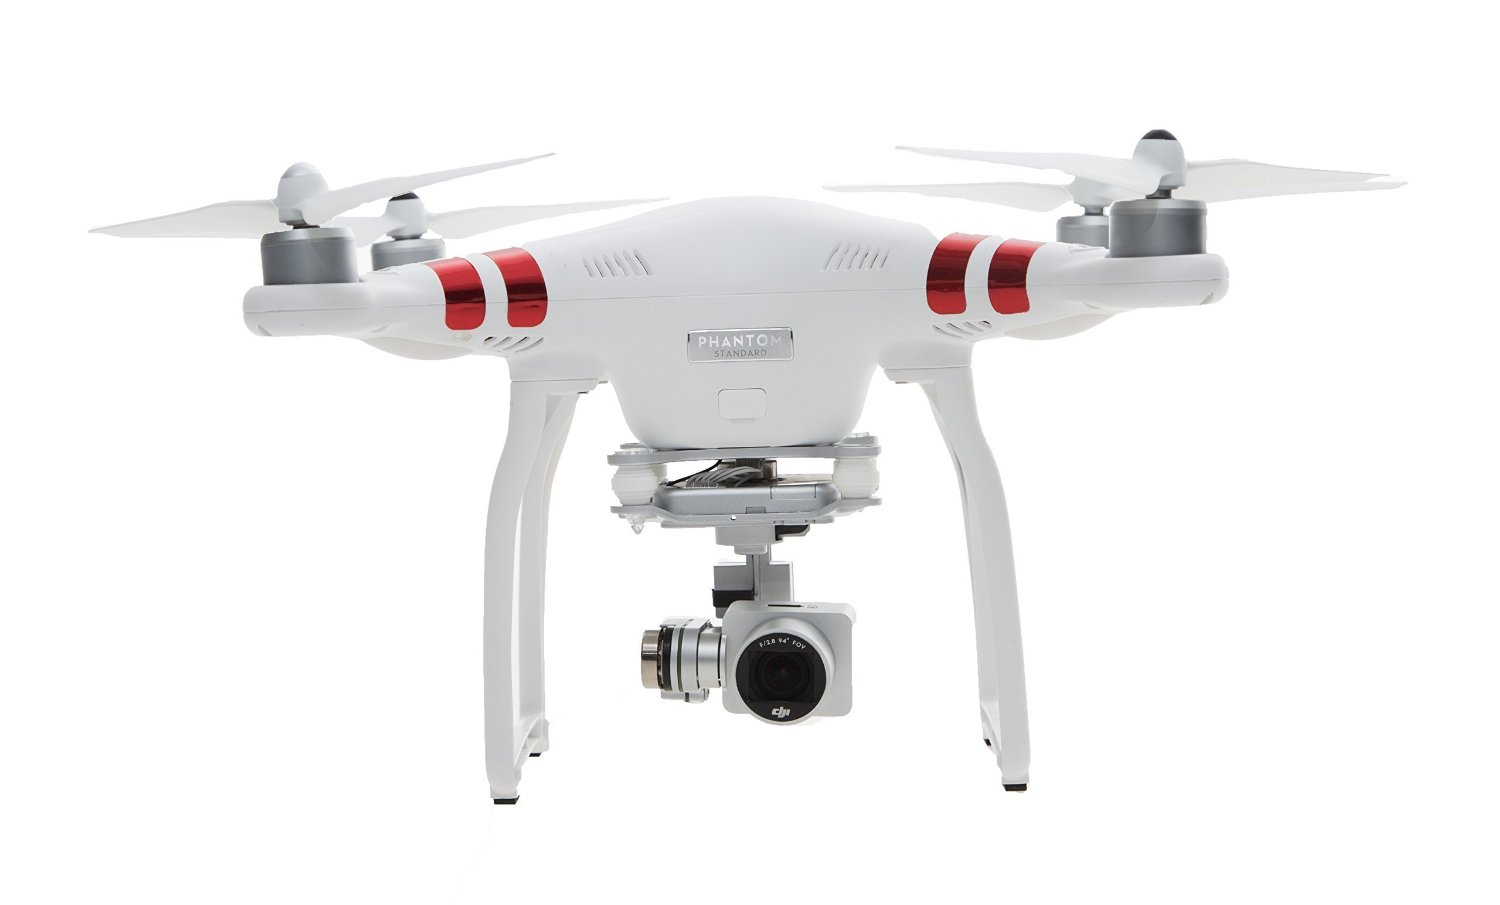 PHANTOM
STANDARD
F/2.8 94° FOV
dji